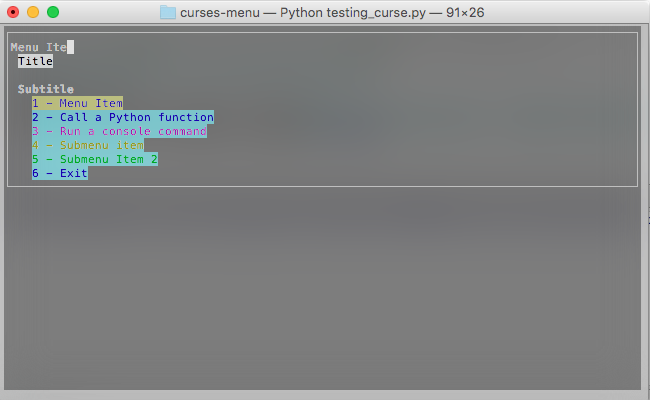 curses-menu — Python testing_curse.py — 91×26
Menu Ite
Title
Subtitle
1 - Menu Item
2 - Call a Python function
3 - Run a console command
4 - Submenu item
5 - Submenu Item 2
6 - Exit